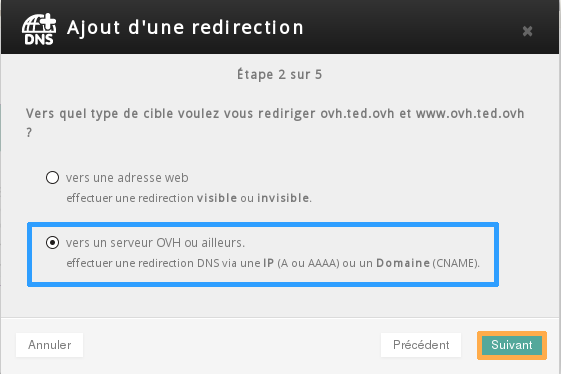 DNS
Ajout d'une redirection
Étape 2 sur 5
Vers quel type de cible voulez vous rediriger ovh.ted.ovh et www.ovh.ted.ovh
?
vers une adresse web
effectuer une redirection visible ou invisible.
vers un serveur OVH ou ailleurs.
effectuer une redirection DNS via une IP (A ou AAAA) ou un Domaine (CNAME).
Annuler Précédent Suivant